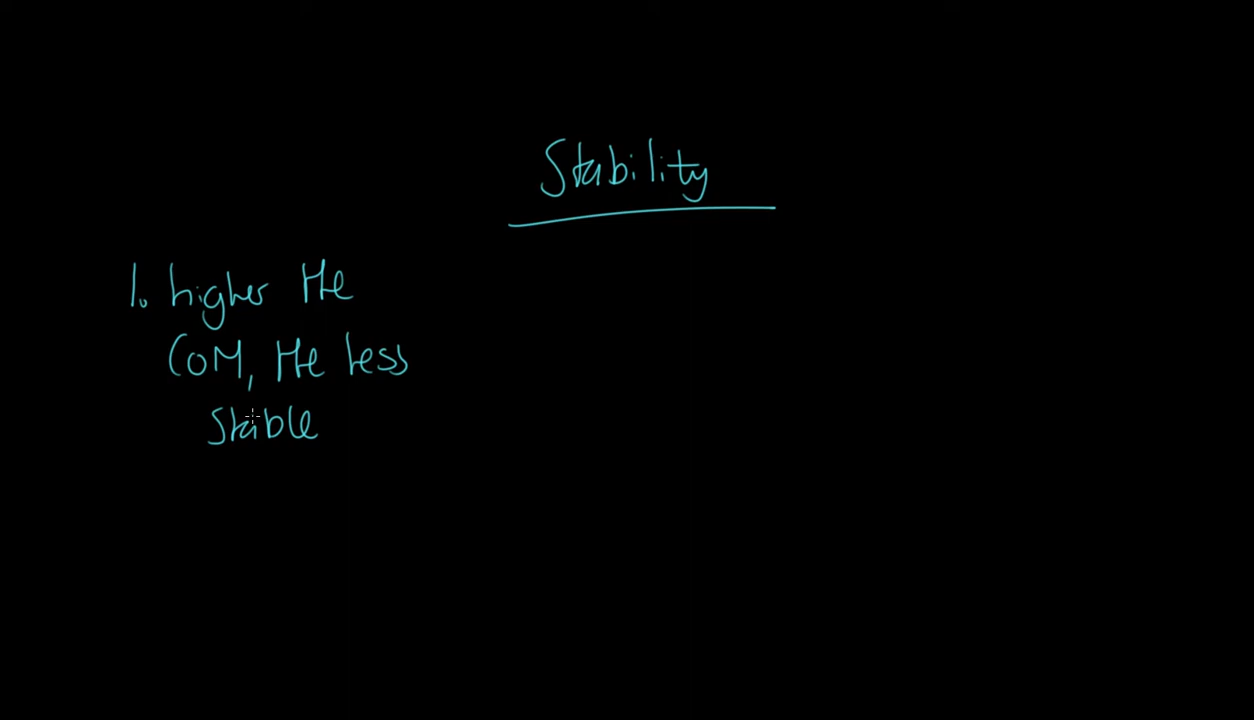 Stability
1. higher the
COM, the less
stable